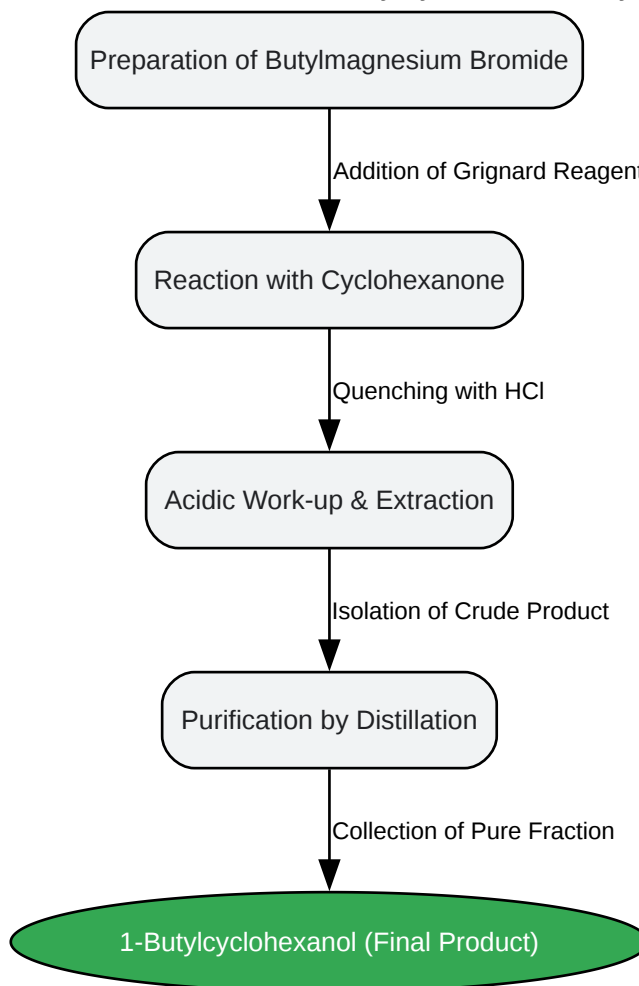 Preparation of Butylmagnesium Bromide
Addition of Grignard Reagent
Reaction with Cyclohexanone
Quenching with HCl
Acidic Work-up & Extraction
Isolation of Crude Product
Purification by Distillation
Collection of Pure Fraction
1-Butylcyclohexanol (Final Product)